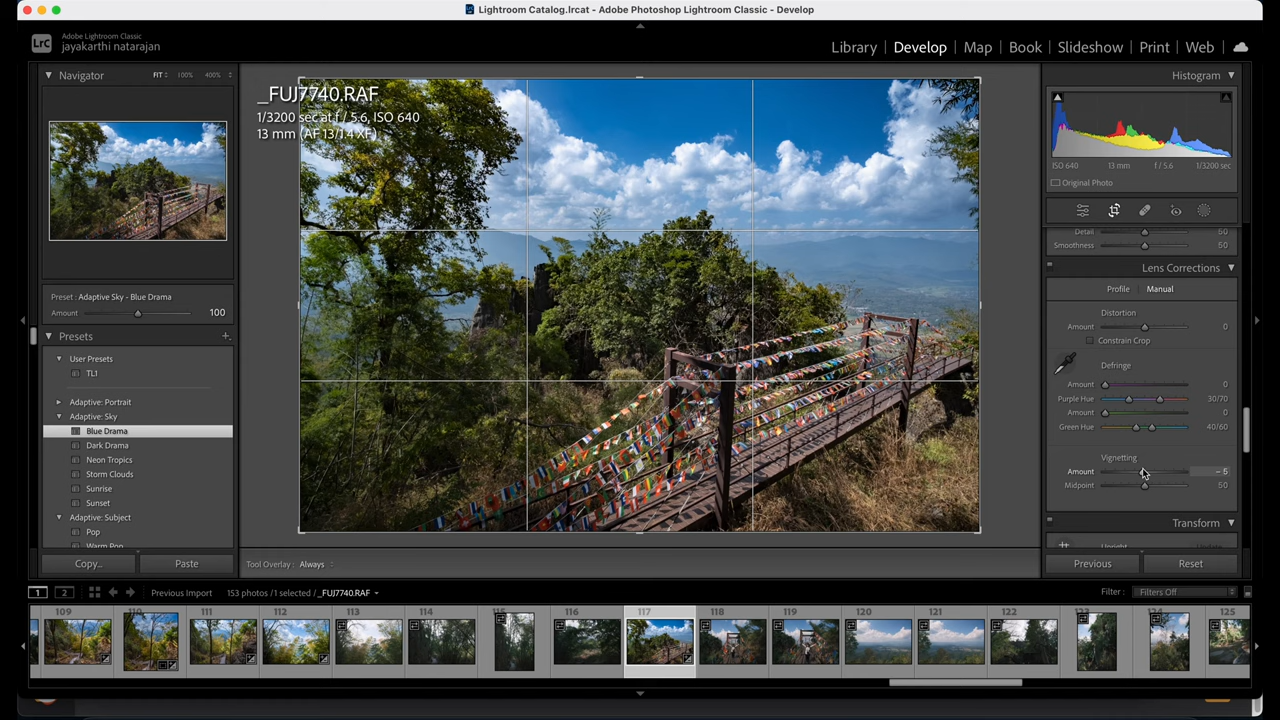 Lightroom Catalog.lrcat - Adobe Photoshop Lightroom Classic - Develop
LrC
Adobe Lightroom Classic
jayakarthi natarajan
Library
Develop
Map
Book
Slideshow
Print
Web
Navigator
FIT
100%
400%
Preset : Adaptive Sky - Blue Drama
Amount
100
Presets
User Presets
TL1
Adaptive: Portrait
Adaptive: Sky
Blue Drama
Dark Drama
Neon Tropics
Storm Clouds
Sunrise
Sunset
Adaptive: Subject
Pop
Warm Pop
Copy...
Paste
_FUJ7740.RAF
1/3200 sec at f / 5.6, ISO 640
13 mm (AF 13/1.4 XF)
Tool Overlay : Always
Histogram
ISO 640
13 mm
f / 5.6
1/3200 sec
Original Photo
Detail 50
Smoothness 50
Lens Corrections
Profile
Manual
Distortion
Amount 0
Constrain Crop
Defringe
Amount 0
Purple Hue 30/70
Amount 0
Green Hue 40/60
Vignetting
Amount – 5
Midpoint 50
Transform
Upright
Previous
Reset
1
2
Previous Import
153 photos / 1 selected / _FUJ7740.RAF
Filter :
Filters Off
109
110
111
112
113
114
115
116
117
118
119
120
121
122
123
124
125